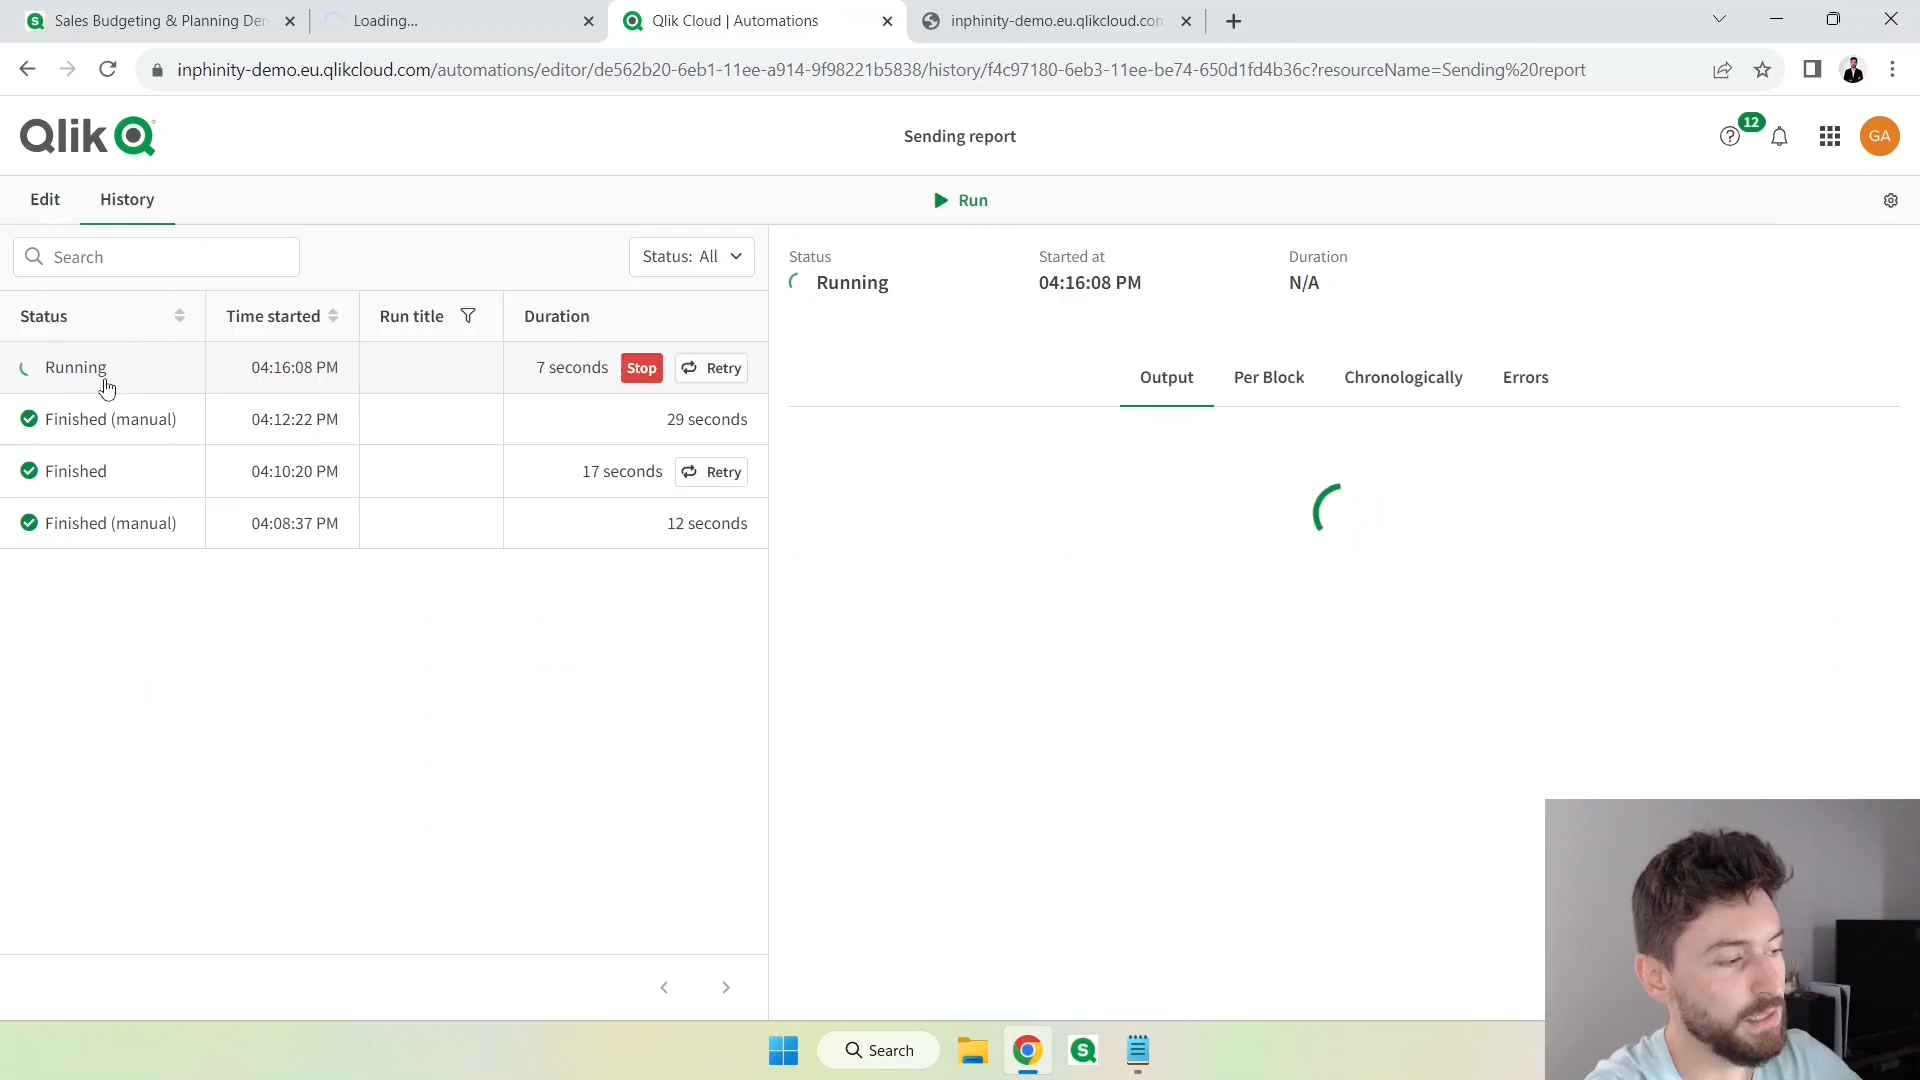 Sales Budgeting & Planning Der
Loading...
Qlik Cloud | Automations
inphinity-demo.eu.qlikcloud.com
inphinity-demo.eu.qlikcloud.com/automations/editor/de562b20-6eb1-11ee-a914-9f98221b5838/history/f4c97180-6eb3-11ee-be74-650d1fd4b36c?resourceName=Sending%20report
Qlik
Sending report
12
GA
Edit
History
Run
Search
Status: All
Status
Time started
Run title
Duration
Running
04:16:08 PM
7 seconds
Stop
Retry
Finished (manual)
04:12:22 PM
29 seconds
Finished
04:10:20 PM
17 seconds
Retry
Finished (manual)
04:08:37 PM
12 seconds
Status
Running
Started at
04:16:08 PM
Duration
N/A
Output
Per Block
Chronologically
Errors
Search